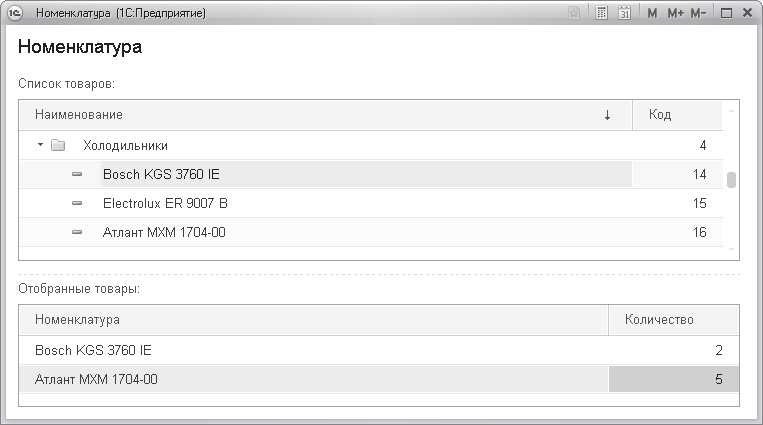 1С Номенклатура (1С:Предприятие) 31 M M+ M-
Номенклатура
Список товаров:
Наименование ↓ Код
Холодильники 4
Bosch KGS 3760 IE 14
Electrolux ER 9007 B 15
Атлант МХМ 1704-00 16
Отобранные товары:
Номенклатура Количество
Bosch KGS 3760 IE 2
Атлант МХМ 1704-00 5